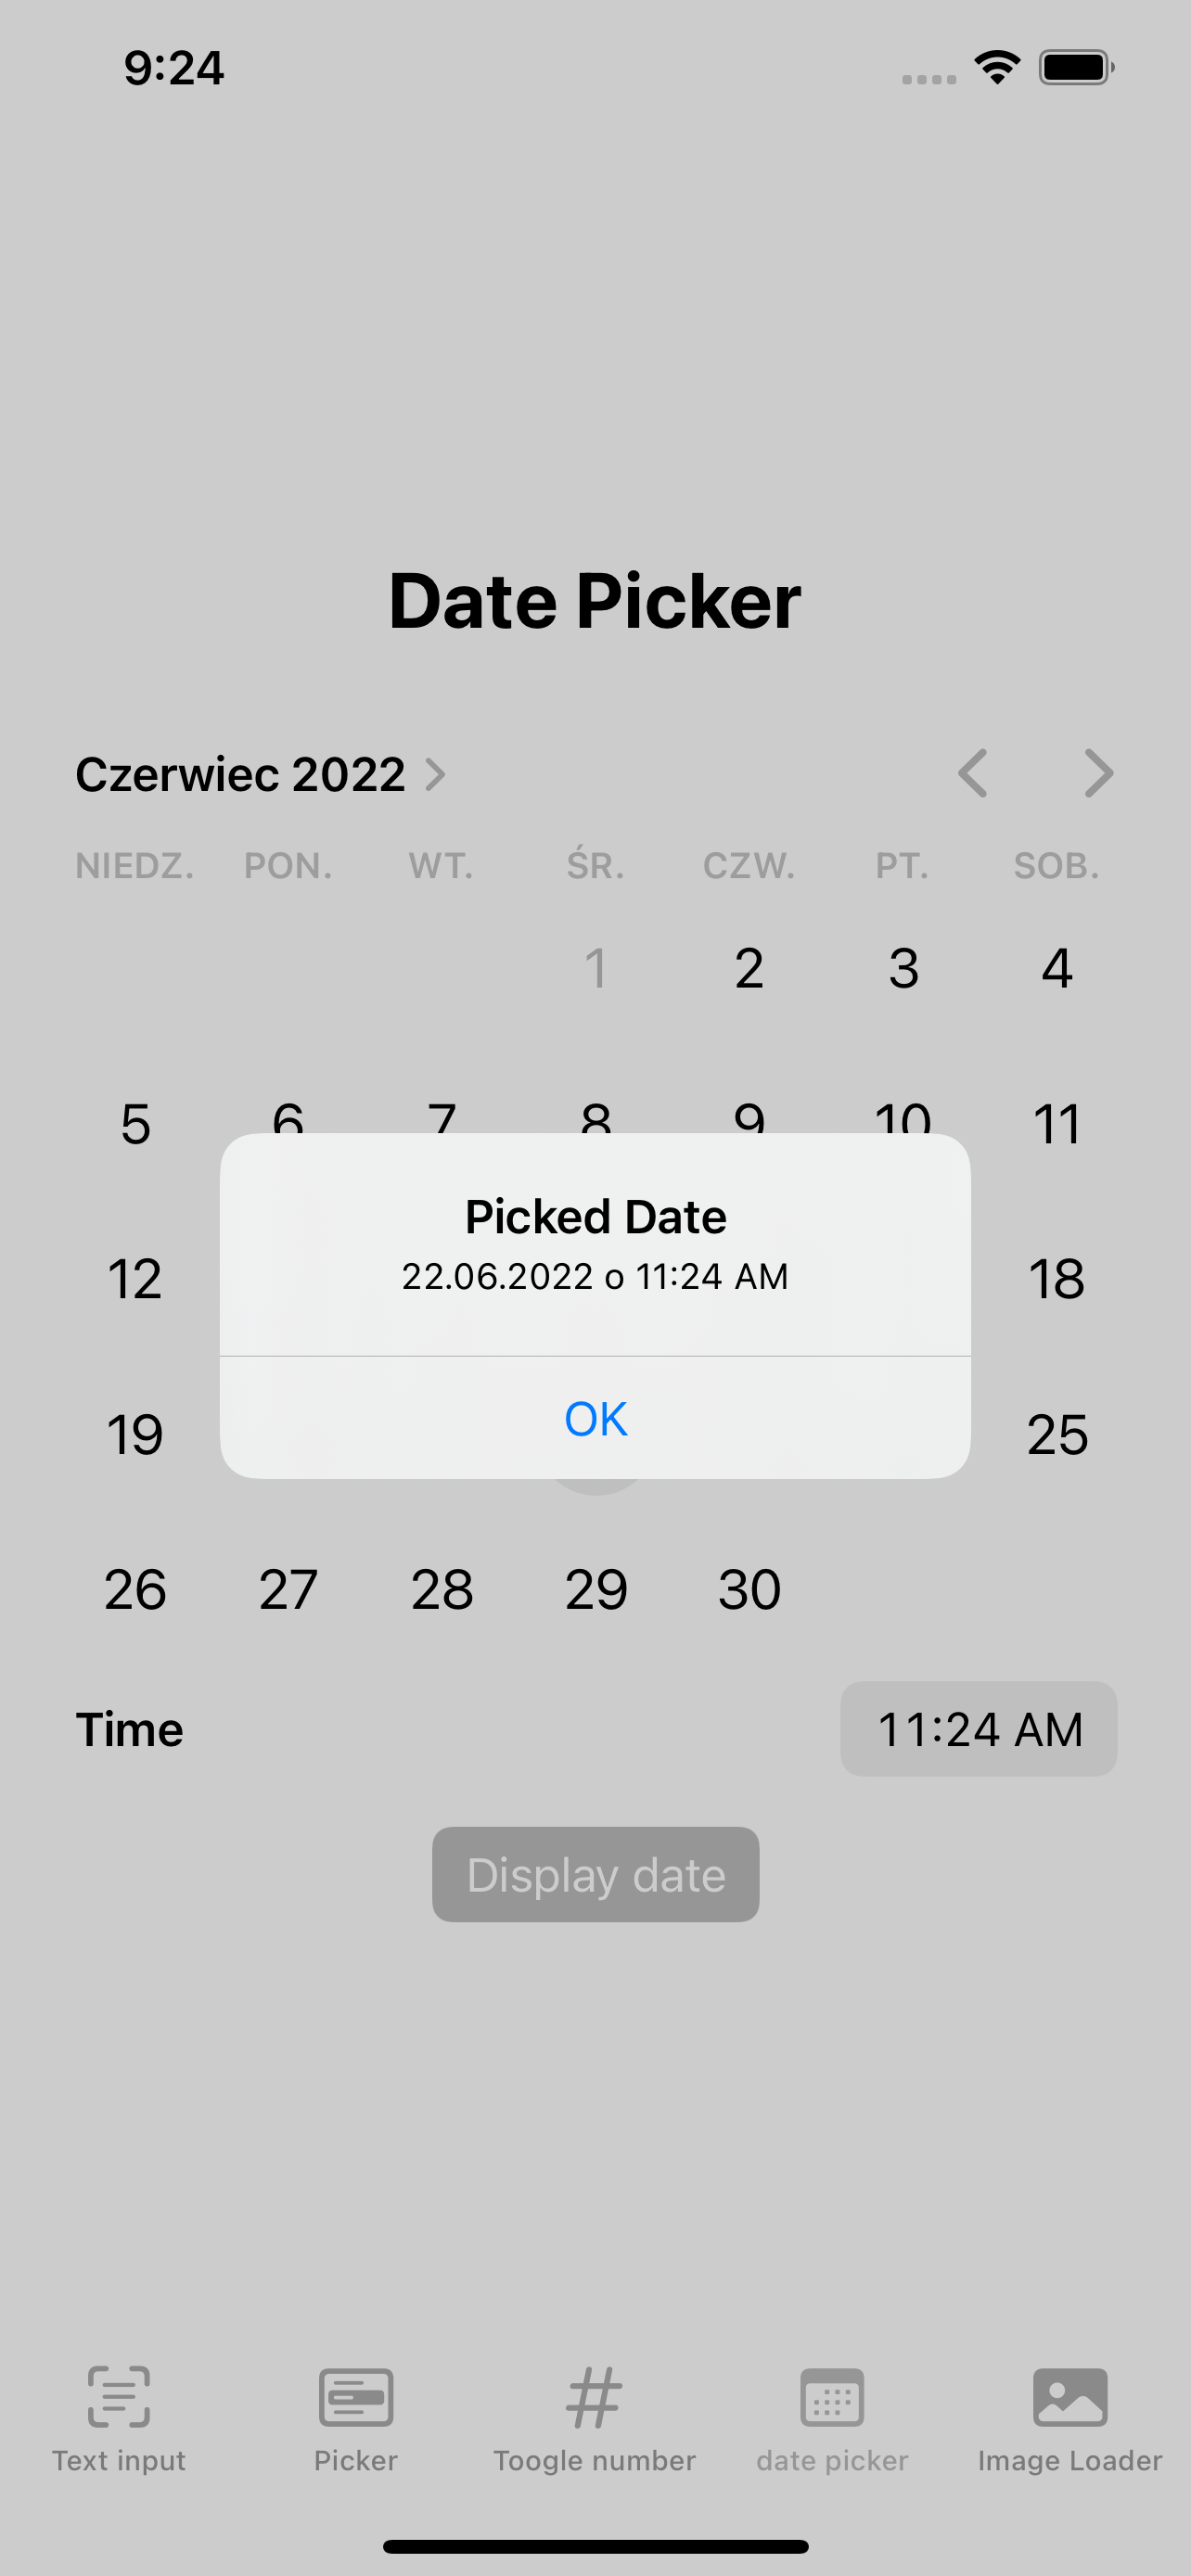 9:24
Date Picker
Czerwiec 2022
NIEDZ. PON. WT. ŚR. CZW. PT. SOB.
1 2 3 4
5 6 7 8 9 10 11
Picked Date
12 22.06.2022 o 11:24 AM 18
19 OK 25
26 27 28 29 30
Time 11:24 AM
Display date
Text input Picker Toogle number date picker Image Loader